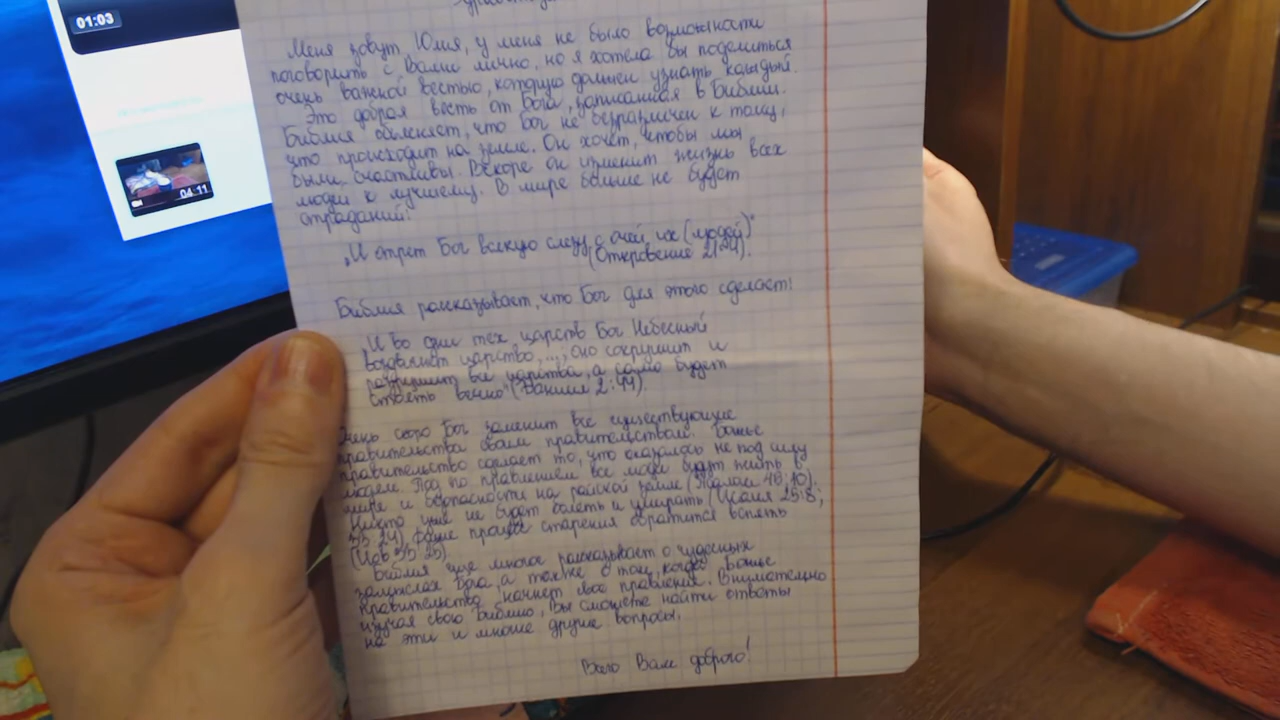 01:03
04:11
Здравствуйте
Меня зовут Юлия, у меня не было возможности
поговорить с Вами лично, но я хотела бы поделиться
очень важной вестью, которую должен узнать каждый.
Это добрая весть от Бога, записанная в Библии.
Библия объясняет, что Бог не безразличен к тому,
что происходит на земле. Он хочет, чтобы мы
были счастливы. Вскоре он изменит жизнь всех
людей к лучшему. В мире больше не будет
страданий:
„И отрет Бог всякую слезу с очей их (людей)"
(Откровение 21:4).
Библия рассказывает, что Бог для этого сделает:
„И во дни тех царств Бог Небесный
воздвигнет царство, ...; оно сокрушит и
разрушит все царства, а само будет
стоять вечно" (Даниил 2:44).
Очень скоро Бог заменит все существующие
правительства своим правительством. Божье
правительство сделает то, что оказалось не под силу
людям. Под его правлением все люди будут жить в
мире и безопасности на райской земле (Псалом 46:10).
Никто уже не будет болеть и умирать (Исаия 25:8;
33:24). Даже процесс старения обратится вспять
(Иов 33:25).
Библия еще многое рассказывает о чудесных
замыслах Бога, а также о том, когда Божье
Правительство начнет свое правление. Внимательно
изучая свою Библию, Вы сможете найти ответы
на эти и многие другие вопросы.
Всего Вам доброго!